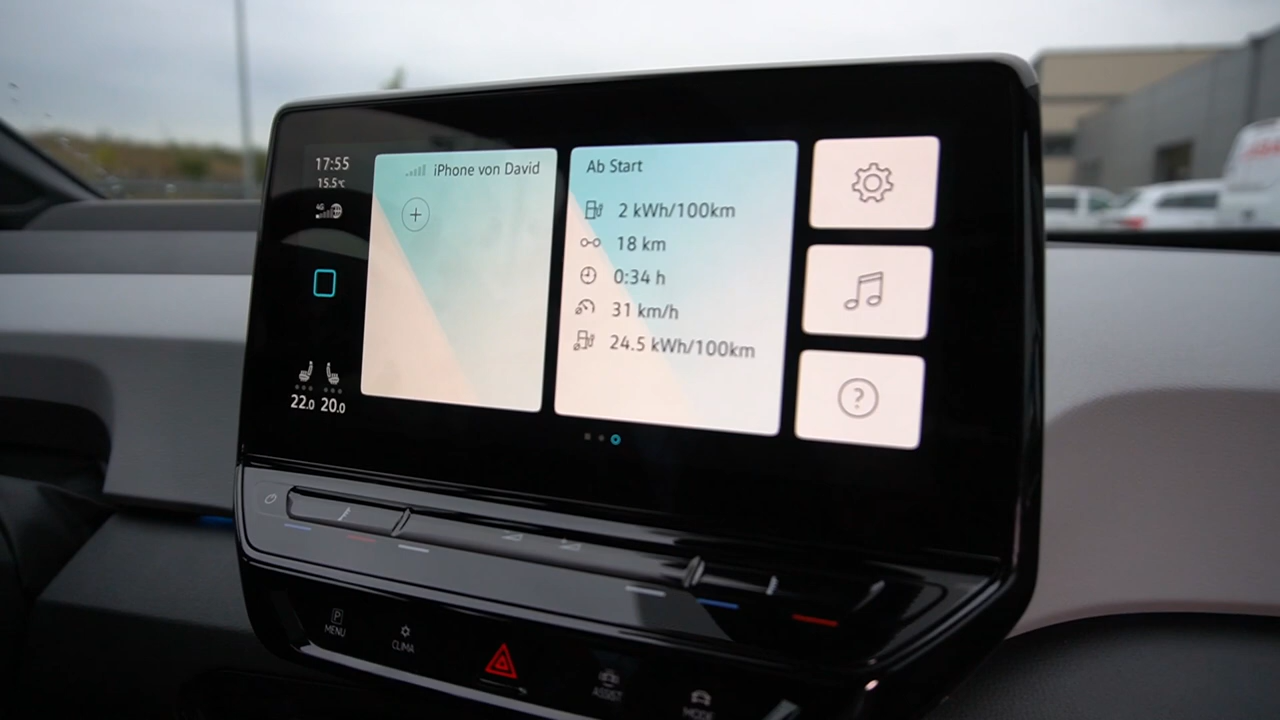 17:55
15.5°C
4G
22.0 20.0
iPhone von David
Ab Start
2 kWh/100km
18 km
0:34 h
31 km/h
24.5 kWh/100km
?
P
MENU
CLIMA
ASSIST
MODE